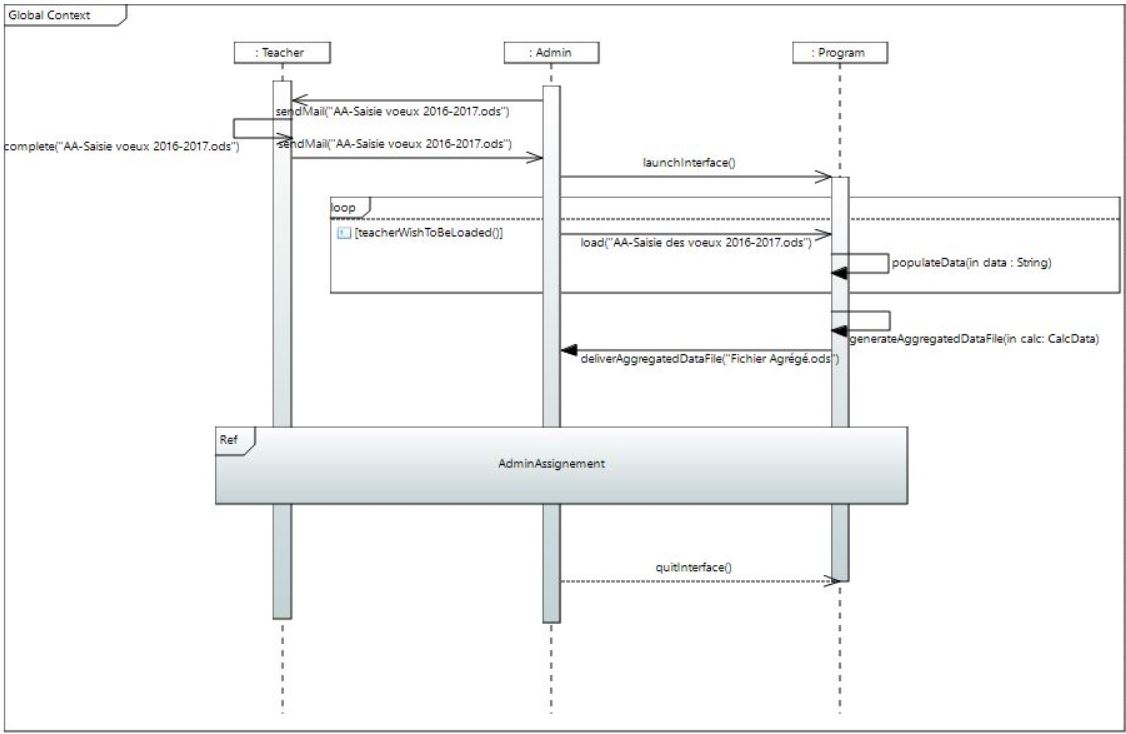 Global Context
: Teacher
: Admin
: Program
sendMail("AA-Saisie voeux 2016-2017.ods")
complete("AA-Saisie voeux 2016-2017.ods")
sendMail("AA-Saisie voeux 2016-2017.ods")
launchInterface()
loop
[teacherWishToBeLoaded()]
load("AA-Saisie des voeux 2016-2017.ods")
populateData(in data : String)
generateAggregatedDataFile(in calc: CalcData)
deliverAggregatedDataFile("Fichier Agrégé.ods")
Ref
AdminAssignement
quitInterface()